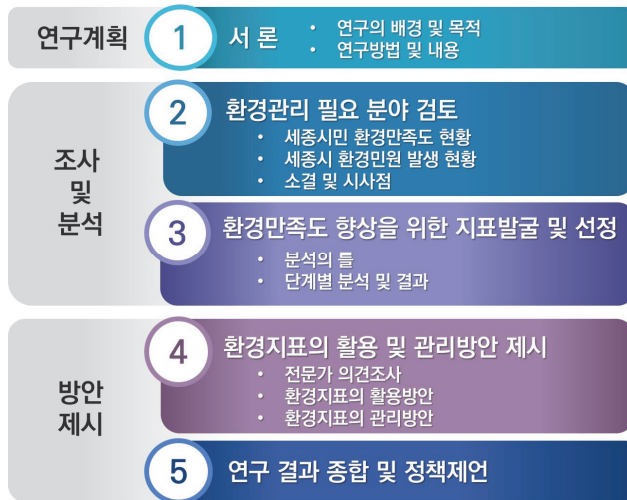 연구계획
1
서 론
• 연구의 배경 및 목적
• 연구방법 및 내용
조사
및
분석
2
환경관리 필요 분야 검토
• 세종시민 환경만족도 현황
• 세종시 환경민원 발생 현황
• 소결 및 시사점
3
환경만족도 향상을 위한 지표발굴 및 선정
• 분석의 틀
• 단계별 분석 및 결과
방안
제시
4
환경지표의 활용 및 관리방안 제시
• 전문가 의견조사
• 환경지표의 활용방안
• 환경지표의 관리방안
5
연구 결과 종합 및 정책제언